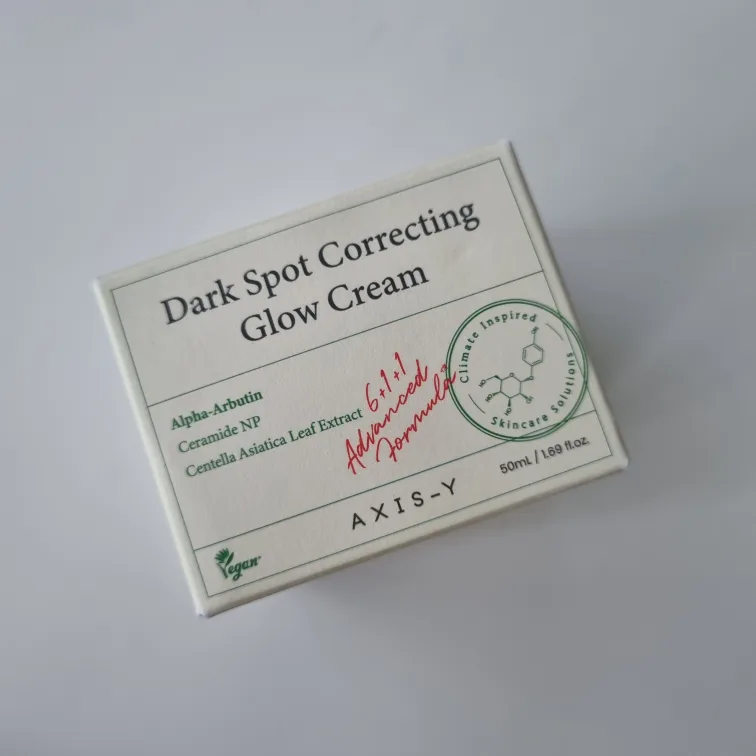 Dark Spot Correcting
Glow Cream
Climate Inspired
Skincare Solutions
Alpha-Arbutin
Ceramide NP
Centella Asiatica Leaf Extract
6+1+1
Advanced
Formula
AXIS-Y
50mL / 1.69 fl.oz.
Vegan